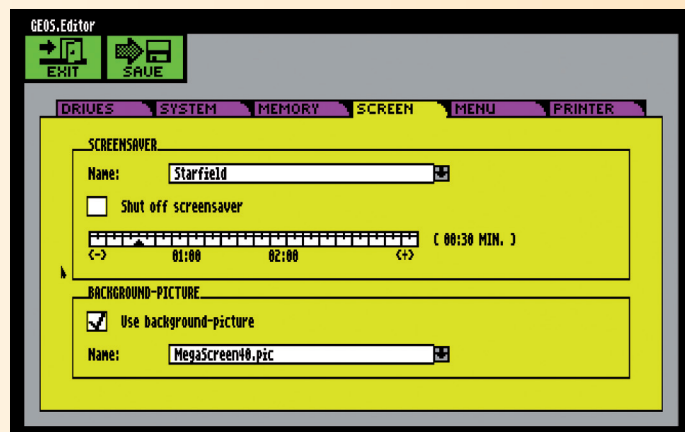 GEOS.Editor
EXIT SAVE
DRIVES SYSTEM MEMORY SCREEN MENU PRINTER
SCREENSAVER
Name: Starfield
Shut off screensaver
( 00:30 MIN. )
(-) 01:00 02:00 (+)
BACKGROUND-PICTURE
Use background-picture
Name: MegaScreen40.pic